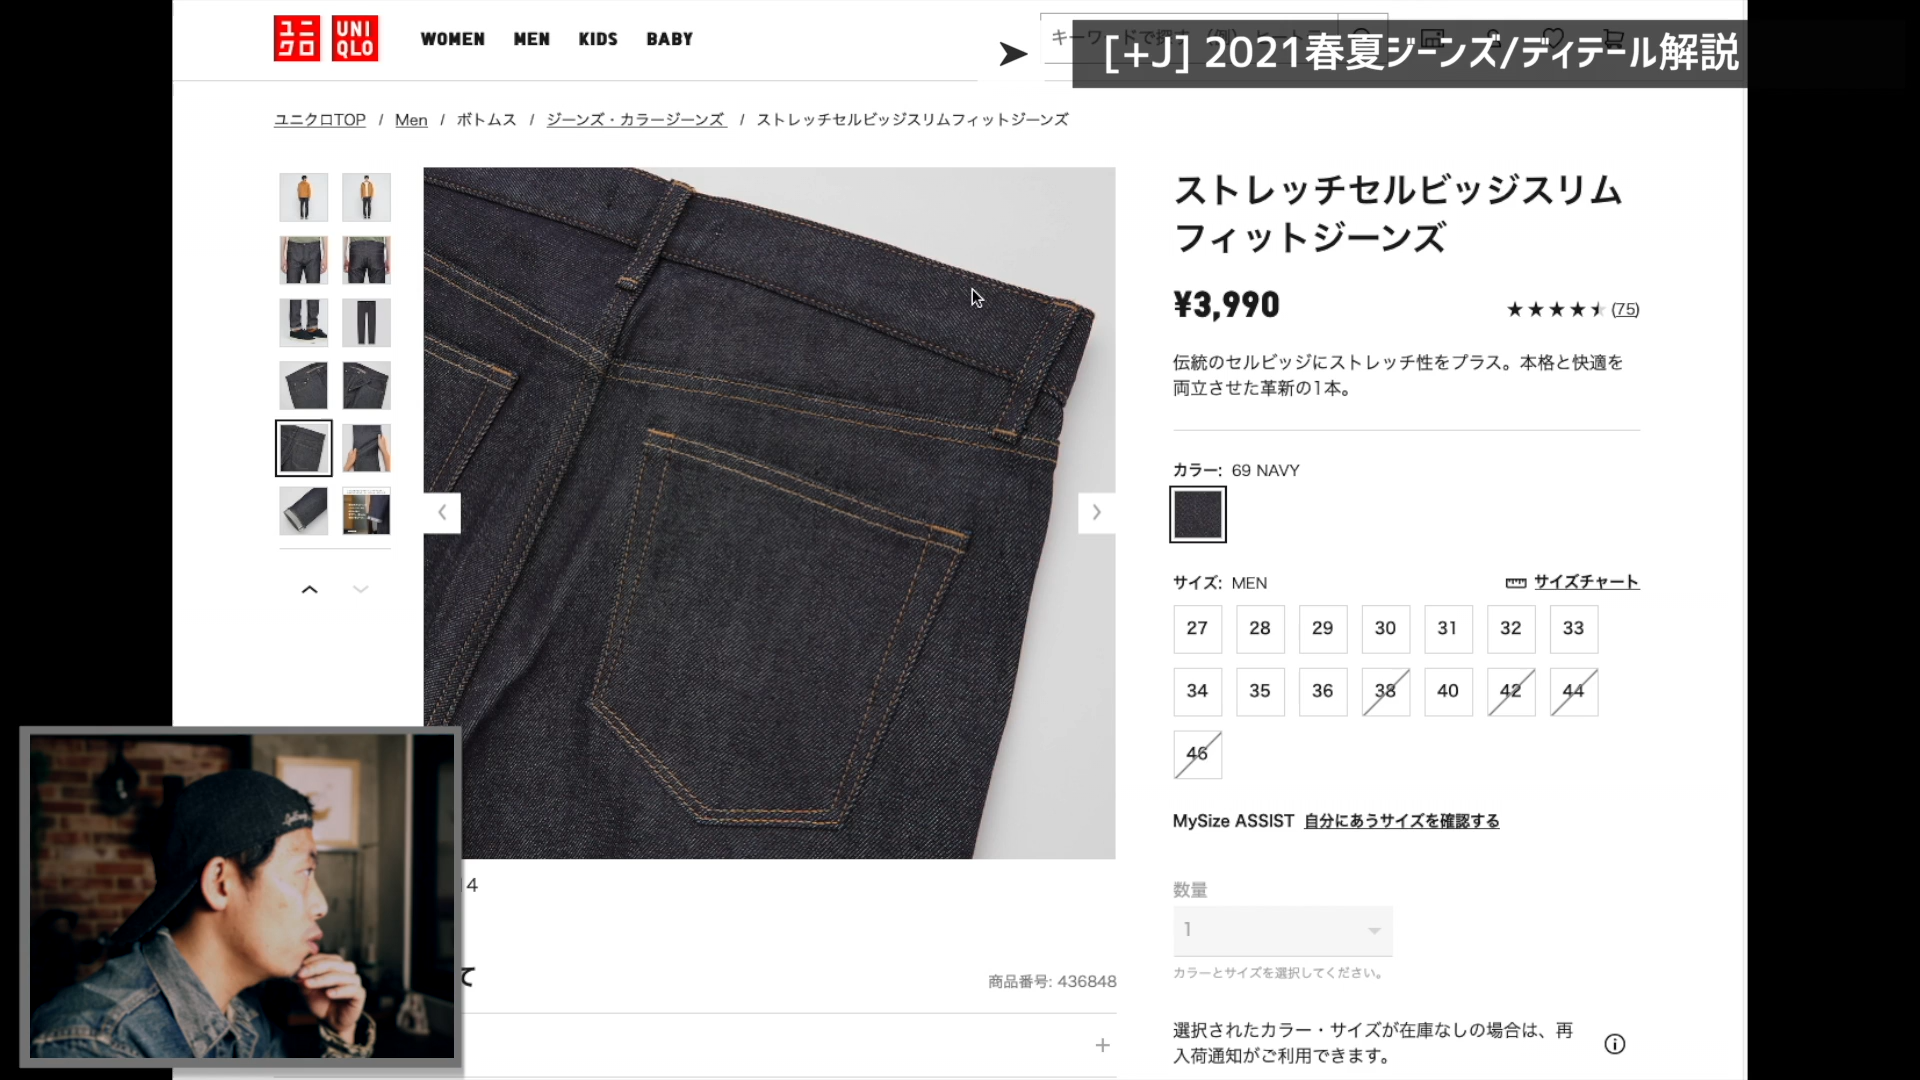 ユニクロ
UNIQLO
WOMEN MEN KIDS BABY
[+J] 2021春夏ジーンズ/ディテール解説
ユニクロTOP / Men / ボトムス / ジーンズ・カラージーンズ / ストレッチセルビッジスリムフィットジーンズ
ストレッチセルビッジスリム
フィットジーンズ
¥3,990
(75)
伝統のセルビッジにストレッチ性をプラス。本格と快適を
両立させた革新の1本。
カラー: 69 NAVY
サイズ: MEN
サイズチャート
27 28 29 30 31 32 33
34 35 36 38 40 42 44
46
MySize ASSIST 自分にあうサイズを確認する
4
数量
1
カラーとサイズを選択してください。
て
商品番号: 436848
選択されたカラー・サイズが在庫なしの場合は、再
入荷通知がご利用できます。